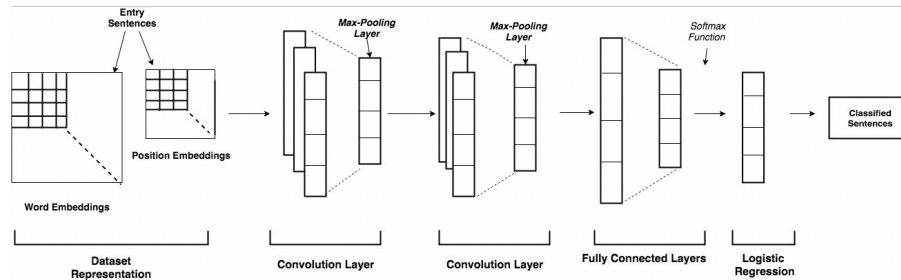 Entry
Sentences
Max-Pooling
Layer
Max-Pooling
Layer
Softmax
Function
Position Embeddings
Word Embeddings
Classified
Sentences
Dataset
Representation
Convolution Layer
Convolution Layer
Fully Connected Layers
Logistic
Regression